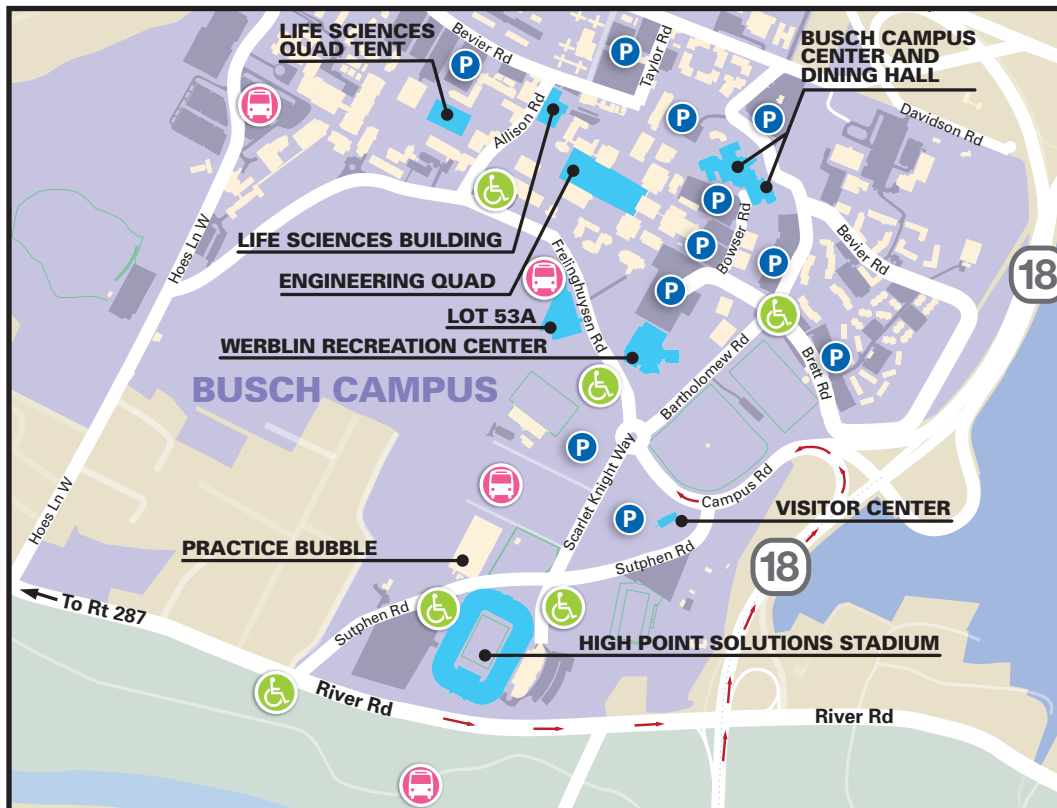 LIFE SCIENCES
QUAD TENT
Bevier Rd
P
P
Taylor Rd
BUSCH CAMPUS
CENTER AND
DINING HALL
Allison Rd
P
P
Davidson Rd
P
LIFE SCIENCES BUILDING
Hoes Ln W
Frelinghuysen Rd
P
Bowser Rd
P
Bevier Rd
18
ENGINEERING QUAD
P
LOT 53A
WERBLIN RECREATION CENTER
Bartholomew Rd
Brett Rd
P
BUSCH CAMPUS
P
Scarlet Knight Way
Campus Rd
Hoes Ln W
P
VISITOR CENTER
PRACTICE BUBBLE
Sutphen Rd
18
To Rt 287
Sutphen Rd
HIGH POINT SOLUTIONS STADIUM
River Rd
River Rd